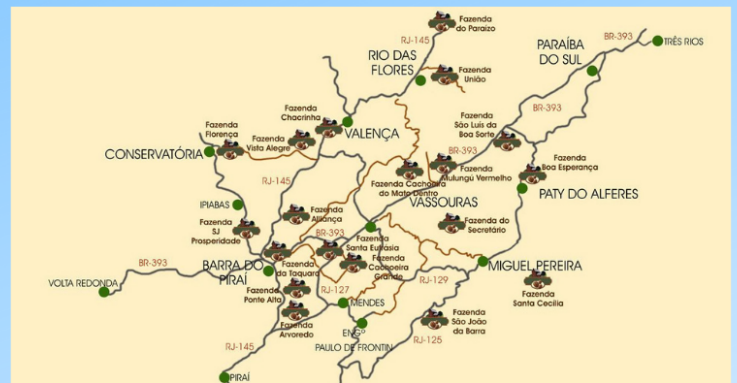 Fazenda
do Paraizo
RJ-145
RIO DAS
FLORES
Fazenda
União
PARAÍBA
DO SUL
BR-393
TRÊS RIOS
BR-393
Fazenda
Chacrinha
VALENÇA
Fazenda
Florença
Fazenda
Vista Alegre
CONSERVATÓRIA
Fazenda
São Luis da
Boa Sorte
BR-393
Fazenda
Mulungú Vermelho
Fazenda
Boa Esperança
RJ-145
Fazenda Cachoeira
do Mato Dentro
VASSOURAS
PATY DO ALFERES
IPIABAS
Fazenda
SJ
Prosperidade
Fazenda
Aliança
BR-393
Fazenda
Santa Eufrásia
Fazenda do
Secretário
BR-393
VOLTA REDONDA
BARRA DO
PIRAÍ
Fazenda
da Taquara
Fazenda
Cachoeira
Grande
MIGUEL PEREIRA
Fazenda
Ponte Alta
RJ-127
RJ-129
Fazenda
Santa Cecília
MENDES
Fazenda
Arvoredo
ENGº
PAULO DE FRONTIN
Fazenda
São João
da Barra
RJ-125
RJ-145
PIRAÍ